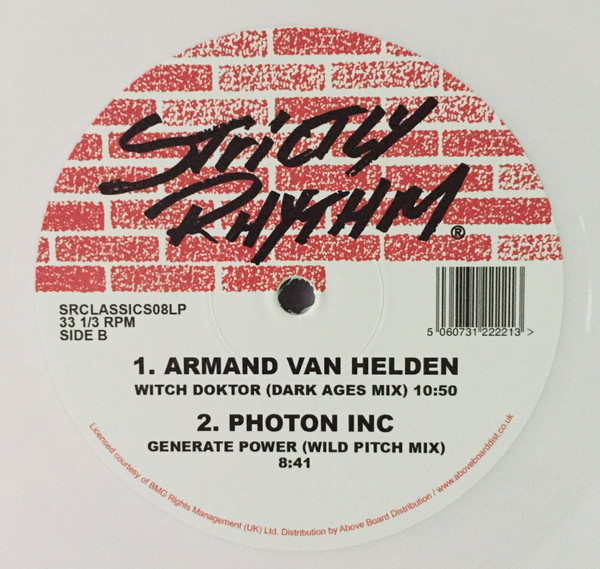 STRICTLY
RHYTHM®
SRCLASSICS08LP
33 1/3 RPM
SIDE B
5 060731 222213 >
1. ARMAND VAN HELDEN
WITCH DOKTOR (DARK AGES MIX) 10:50
2. PHOTON INC
GENERATE POWER (WILD PITCH MIX)
8:41
Licensed courtesy of BMG Rights Management (UK) Ltd. Distribution by Above Board Distribution / www.aboveboarddist.co.uk